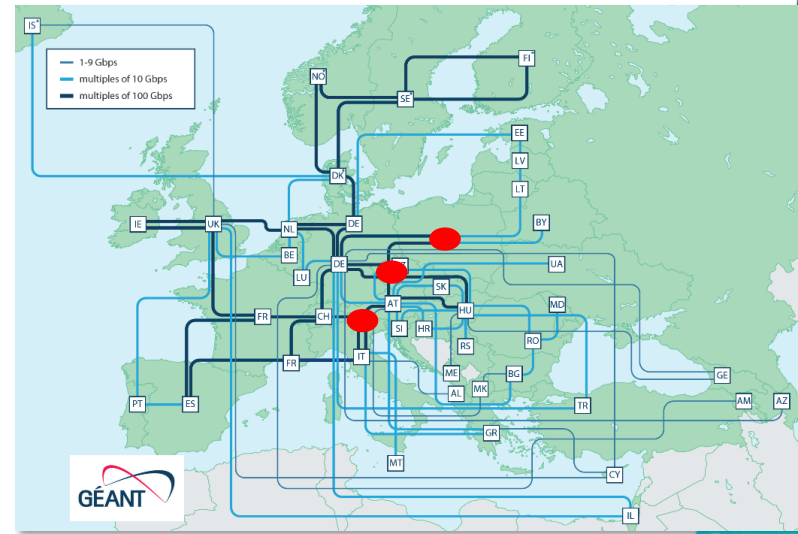 IS*
1-9 Gbps
multiples of 10 Gbps
multiples of 100 Gbps
NO*
FI*
SE*
EE
LV
DK*
LT
IE
UK
NL
DE
BY
BE
LU
DE
UA
SK
AT
HU
MD
FR
CH
SI
HR
RS
RO
FR
IT
ME
BG
GE
AL
MK
PT
ES
TR
AM
AZ
GR
MT
CY
IL
GÉANT